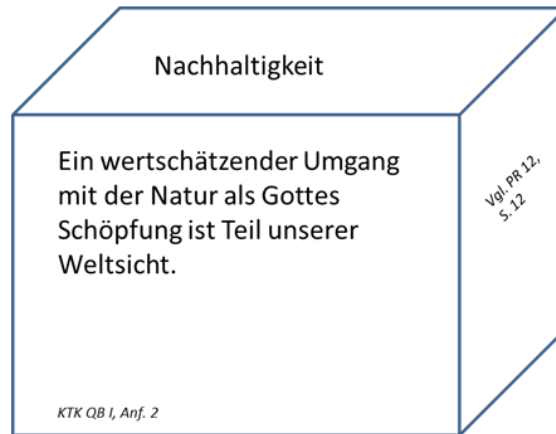 Nachhaltigkeit
Ein wertschätzender Umgang
mit der Natur als Gottes
Schöpfung ist Teil unserer
Weltsicht.
KTK QB I, Anf. 2
Vgl. PR 12,
S. 12